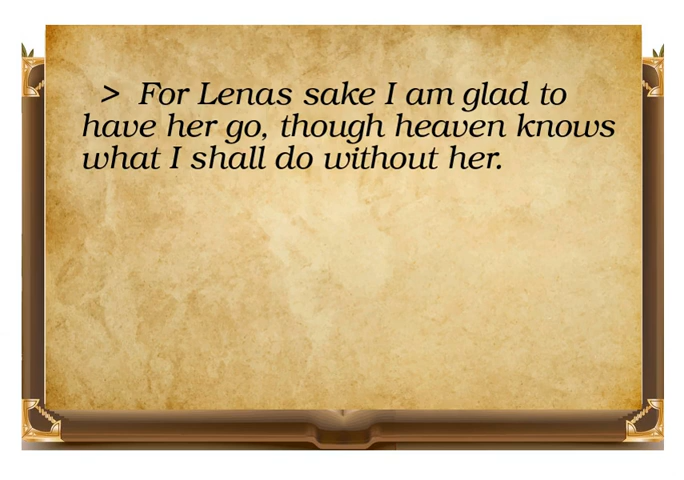 > For Lenas sake I am glad to
have her go, though heaven knows
what I shall do without her.